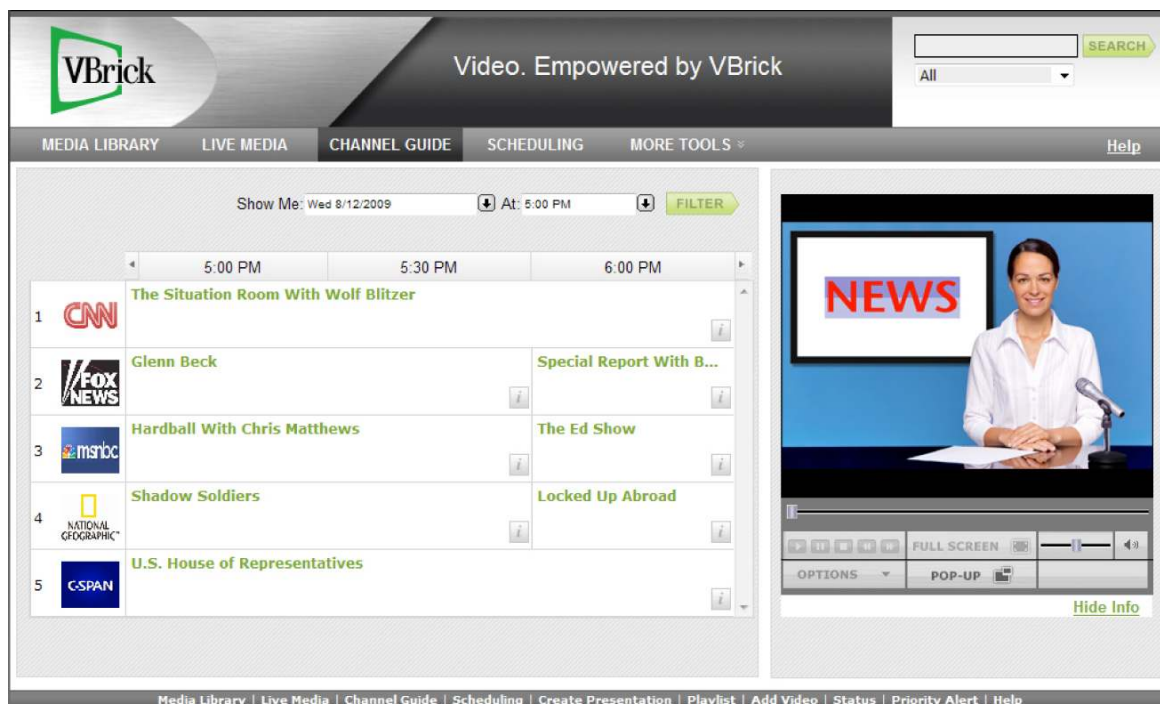 VBrick
Video. Empowered by VBrick
SEARCH
All
MEDIA LIBRARY LIVE MEDIA CHANNEL GUIDE SCHEDULING MORE TOOLS Help
Show Me: Wed 8/12/2009 At: 5:00 PM FILTER
5:00 PM 5:30 PM 6:00 PM
1 CNN The Situation Room With Wolf Blitzer i
2 FOX NEWS Glenn Beck i Special Report With B... i
3 msnbc Hardball With Chris Matthews i The Ed Show i
4 NATIONAL GEOGRAPHIC Shadow Soldiers i Locked Up Abroad i
5 C-SPAN U.S. House of Representatives i
NEWS
FULL SCREEN
OPTIONS POP-UP
Hide Info
Media Library | Live Media | Channel Guide | Scheduling | Create Presentation | Playlist | Add Video | Status | Priority Alert | Help